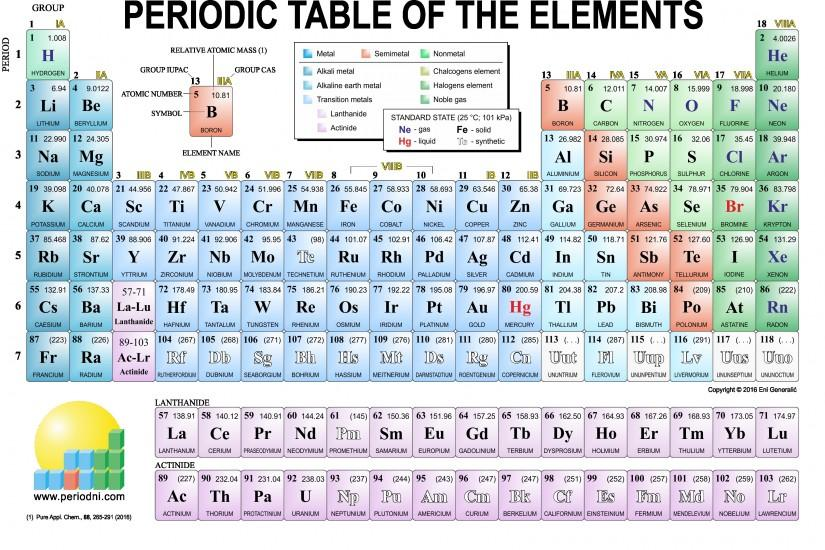 PERIODIC TABLE OF THE ELEMENTS
GROUP
PERIOD
1 IA
18 VIIIA
1
1 1.008
H
HYDROGEN
2 4.0026
He
HELIUM
RELATIVE ATOMIC MASS (1)
GROUP IUPAC
GROUP CAS
13 IIIA
ATOMIC NUMBER
5 10.81
SYMBOL
B
BORON
ELEMENT NAME
Metal Semimetal Nonmetal
Alkali metal Chalcogens element
Alkaline earth metal Halogens element
Transition metals Noble gas
Lanthanide
Actinide
STANDARD STATE (25 °C; 101 kPa)
Ne - gas Fe - solid
Hg - liquid Tc - synthetic
2 IIA
13 IIIA 14 IVA 15 VA 16 VIA 17 VIIA
2
3 6.94 4 9.0122 5 10.81 6 12.011 7 14.007 8 15.999 9 18.998 10 20.180
Li Be B C N O F Ne
LITHIUM BERYLLIUM BORON CARBON NITROGEN OXYGEN FLUORINE NEON
3
11 22.990 12 24.305 13 26.982 14 28.085 15 30.974 16 32.06 17 35.45 18 39.948
Na Mg Al Si P S Cl Ar
SODIUM MAGNESIUM ALUMINIUM SILICON PHOSPHORUS SULPHUR CHLORINE ARGON
3 IIIB 4 IVB 5 VB 6 VIB 7 VIIB 8 9 VIIIB 10 11 IB 12 IIB
4
19 39.098 20 40.078 21 44.956 22 47.867 23 50.942 24 51.996 25 54.938 26 55.845 27 58.933 28 58.693 29 63.546 30 65.38 31 69.723 32 72.64 33 74.922 34 78.971 35 79.904 36 83.798
K Ca Sc Ti V Cr Mn Fe Co Ni Cu Zn Ga Ge As Se Br Kr
POTASSIUM CALCIUM SCANDIUM TITANIUM VANADIUM CHROMIUM MANGANESE IRON COBALT NICKEL COPPER ZINC GALLIUM GERMANIUM ARSENIC SELENIUM BROMINE KRYPTON
5
37 85.468 38 87.62 39 88.906 40 91.224 41 92.906 42 95.95 43 (98) 44 101.07 45 102.91 46 106.42 47 107.87 48 112.41 49 114.82 50 118.71 51 121.76 52 127.60 53 126.90 54 131.29
Rb Sr Y Zr Nb Mo Tc Ru Rh Pd Ag Cd In Sn Sb Te I Xe
RUBIDIUM STRONTIUM YTTRIUM ZIRCONIUM NIOBIUM MOLYBDENUM TECHNETIUM RUTHENIUM RHODIUM PALLADIUM SILVER CADMIUM INDIUM TIN ANTIMONY TELLURIUM IODINE XENON
6
55 132.91 56 137.33 57-71 72 178.49 73 180.95 74 183.84 75 186.21 76 190.23 77 192.22 78 195.08 79 196.97 80 200.59 81 204.38 82 207.2 83 208.98 84 (209) 85 (210) 86 (222)
Cs Ba La-Lu Hf Ta W Re Os Ir Pt Au Hg Tl Pb Bi Po At Rn
CAESIUM BARIUM Lanthanide HAFNIUM TANTALUM TUNGSTEN RHENIUM OSMIUM IRIDIUM PLATINUM GOLD MERCURY THALLIUM LEAD BISMUTH POLONIUM ASTATINE RADON
7
87 (223) 88 (226) 89-103 104 (267) 105 (268) 106 (271) 107 (272) 108 (277) 109 (276) 110 (281) 111 (280) 112 (285) 113 (...) 114 (287) 115 (...) 116 (291) 117 (...) 118 (...)
Fr Ra Ac-Lr Rf Db Sg Bh Hs Mt Ds Rg Cn Uut Fl Uup Lv Uus Uuo
FRANCIUM RADIUM Actinide RUTHERFORDIUM DUBNIUM SEABORGIUM BOHRIUM HASSIUM MEITNERIUM DARMSTADTIUM ROENTGENIUM COPERNICIUM UNUNTRIUM FLEROVIUM UNUNPENTIUM LIVERMORIUM UNUNSEPTIUM UNUNOCTIUM
Copyright © 2016 Eni Generalić
LANTHANIDE
57 138.91 58 140.12 59 140.91 60 144.24 61 (145) 62 150.36 63 151.96 64 157.25 65 158.93 66 162.50 67 164.93 68 167.26 69 168.93 70 173.05 71 174.97
La Ce Pr Nd Pm Sm Eu Gd Tb Dy Ho Er Tm Yb Lu
LANTHANUM CERIUM PRASEODYMIUM NEODYMIUM PROMETHIUM SAMARIUM EUROPIUM GADOLINIUM TERBIUM DYSPROSIUM HOLMIUM ERBIUM THULIUM YTTERBIUM LUTETIUM
ACTINIDE
89 (227) 90 232.04 91 231.04 92 238.03 93 (237) 94 (244) 95 (243) 96 (247) 97 (247) 98 (251) 99 (252) 100 (257) 101 (258) 102 (259) 103 (262)
Ac Th Pa U Np Pu Am Cm Bk Cf Es Fm Md No Lr
ACTINIUM THORIUM PROTACTINIUM URANIUM NEPTUNIUM PLUTONIUM AMERICIUM CURIUM BERKELIUM CALIFORNIUM EINSTEINIUM FERMIUM MENDELEVIUM NOBELIUM LAWRENCIUM
www.periodni.com
(1) Pure Appl. Chem., 88, 265-291 (2016)